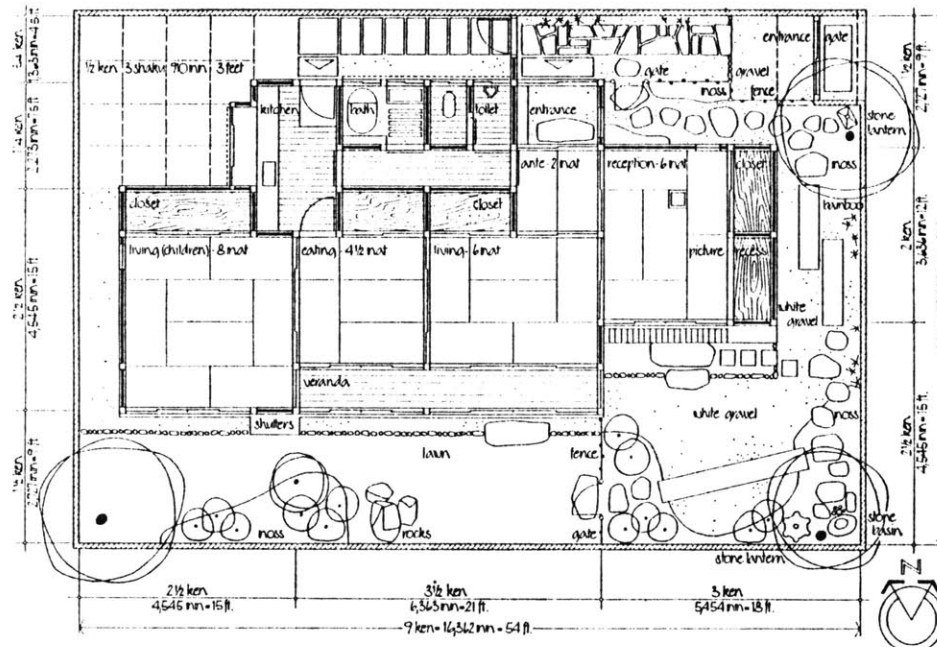 entrance
gate
1/2 ken 3 shaku 910 mm 3 feet
gate
gravel
moss
fence
kitchen
bath
toilet
entrance
stone
lantern
moss
bamboo
closet
closet
ante - 2 mat
reception - 6 mat
closet
living (children) - 8 mat
eating - 4 1/2 mat
living - 6 mat
picture
recess
white
gravel
veranda
white gravel
moss
shutters
lawn
fence
moss
rocks
gate
stone
basin
stone lantern
2 1/2 ken
4,545 mm = 15 ft.
3 1/2 ken
6,363 mm = 21 ft.
3 ken
5,454 mm = 18 ft.
9 ken = 16,362 mm = 54 ft.
2 ken
3,636 mm = 12 ft.
2 1/2 ken
4,545 mm = 15 ft.
2 1/2 ken
4,545 mm = 15 ft.
N